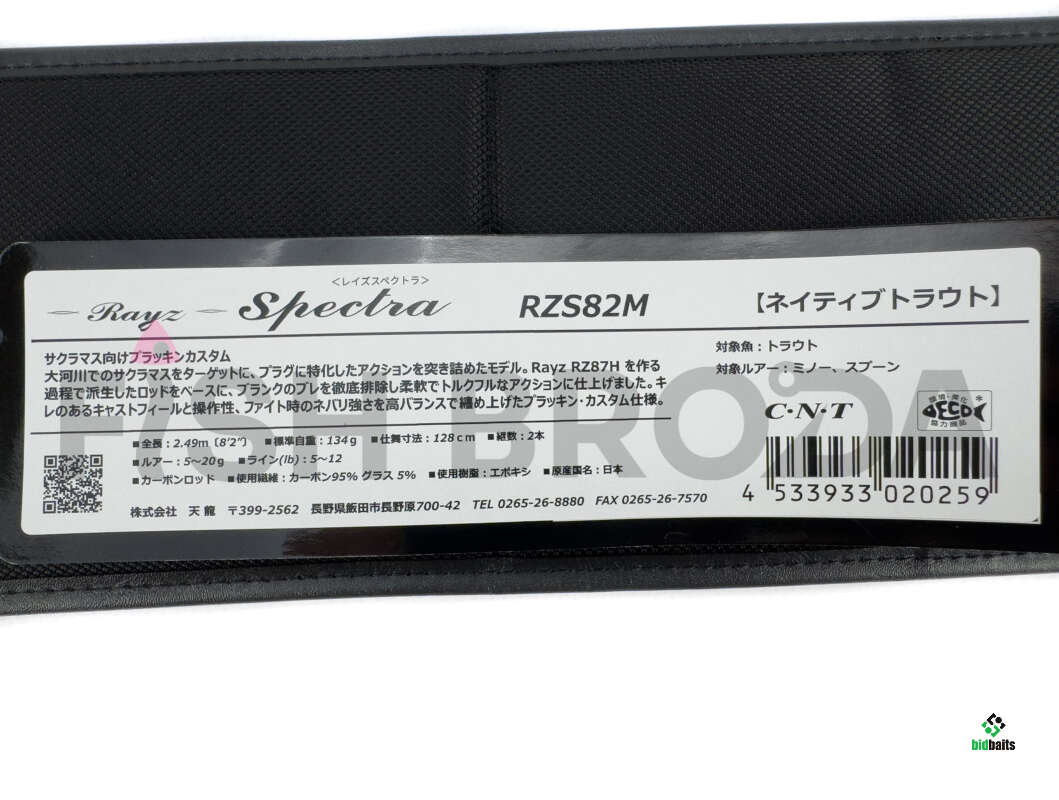 <レイズスペクトラ>
Rayz Spectra RZS82M 【ネイティブトラウト】
サクラマス向けプラッキンカスタム
大河川でのサクラマスをターゲットに、プラグに特化したアクションを突き詰めたモデル。Rayz RZ87H を作る
過程で派生したロッドをベースに、ブランクのブレを徹底排除し柔軟でトルクフルなアクションに仕上げました。キ
レのあるキャストフィールと操作性、ファイト時のネバリ強さを高バランスで纏め上げたプラッキン・カスタム仕様。
対象魚：トラウト
対象ルアー：ミノー、スプーン
C・N・T
環境・美化
ECO
協力商品
■全長：2.49m（8'2"） ■標準自重：134g ■仕舞寸法：128cm ■継数：2本
■ルアー：5～20g ■ライン(lb)：5～12
■カーボンロッド ■使用繊維：カーボン95% グラス 5% ■使用樹脂：エポキシ ■原産国名：日本
株式会社 天龍 〒399-2562 長野県飯田市長野原700-42 TEL 0265-26-8880 FAX 0265-26-7570
4 533933 020259
FISH BRODA
bidbaits